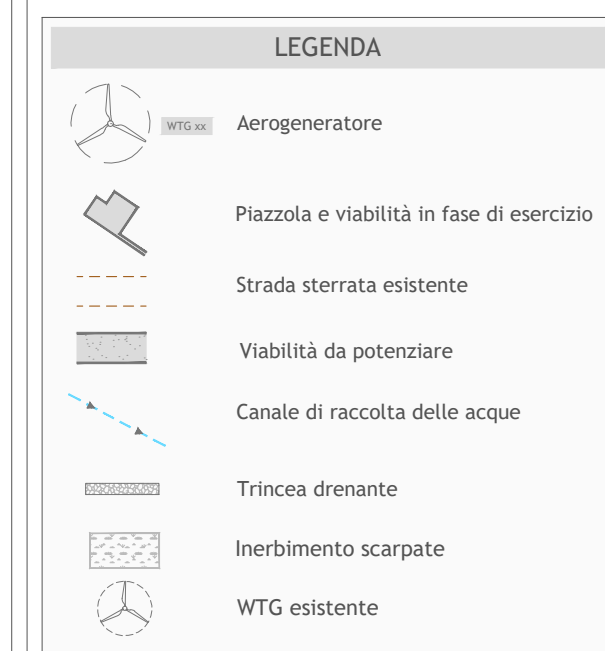 LEGENDA
WTG xx
Aerogeneratore
Piazzola e viabilità in fase di esercizio
Strada sterrata esistente
Viabilità da potenziare
Canale di raccolta delle acque
Trincea drenante
Inerbimento scarpate
WTG esistente